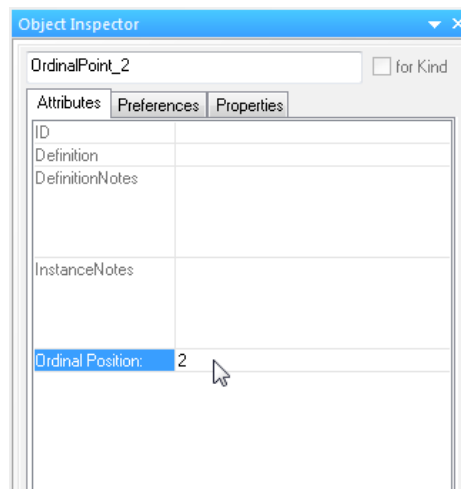 Object Inspector
OrdinalPoint_2
for Kind
Attributes Preferences Properties
ID
Definition
DefinitionNotes
InstanceNotes
Ordinal Position: 2